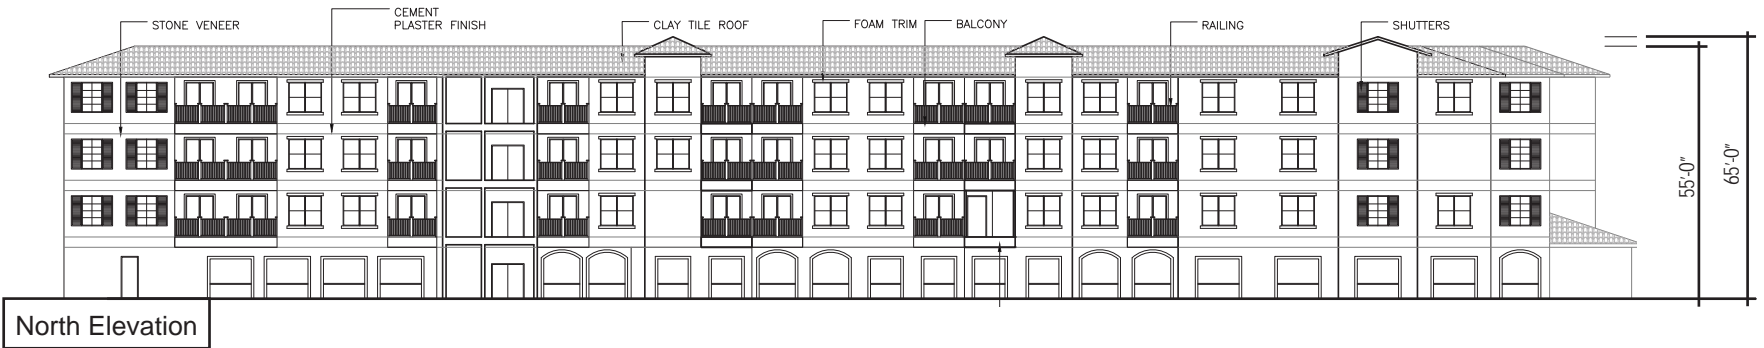 STONE VENEER
CEMENT
PLASTER FINISH
CLAY TILE ROOF
FOAM TRIM
BALCONY
RAILING
SHUTTERS
55'-0"
65'-0"
North Elevation